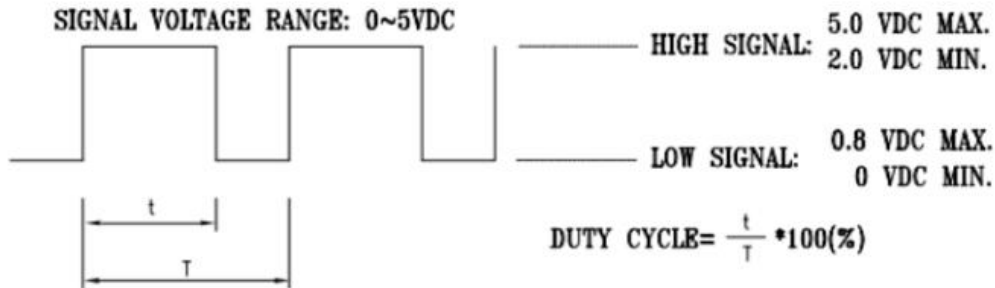 SIGNAL VOLTAGE RANGE: 0~5VDC
HIGH SIGNAL: 5.0 VDC MAX.
2.0 VDC MIN.
LOW SIGNAL: 0.8 VDC MAX.
0 VDC MIN.
t
T
DUTY CYCLE= t/T *100(%)